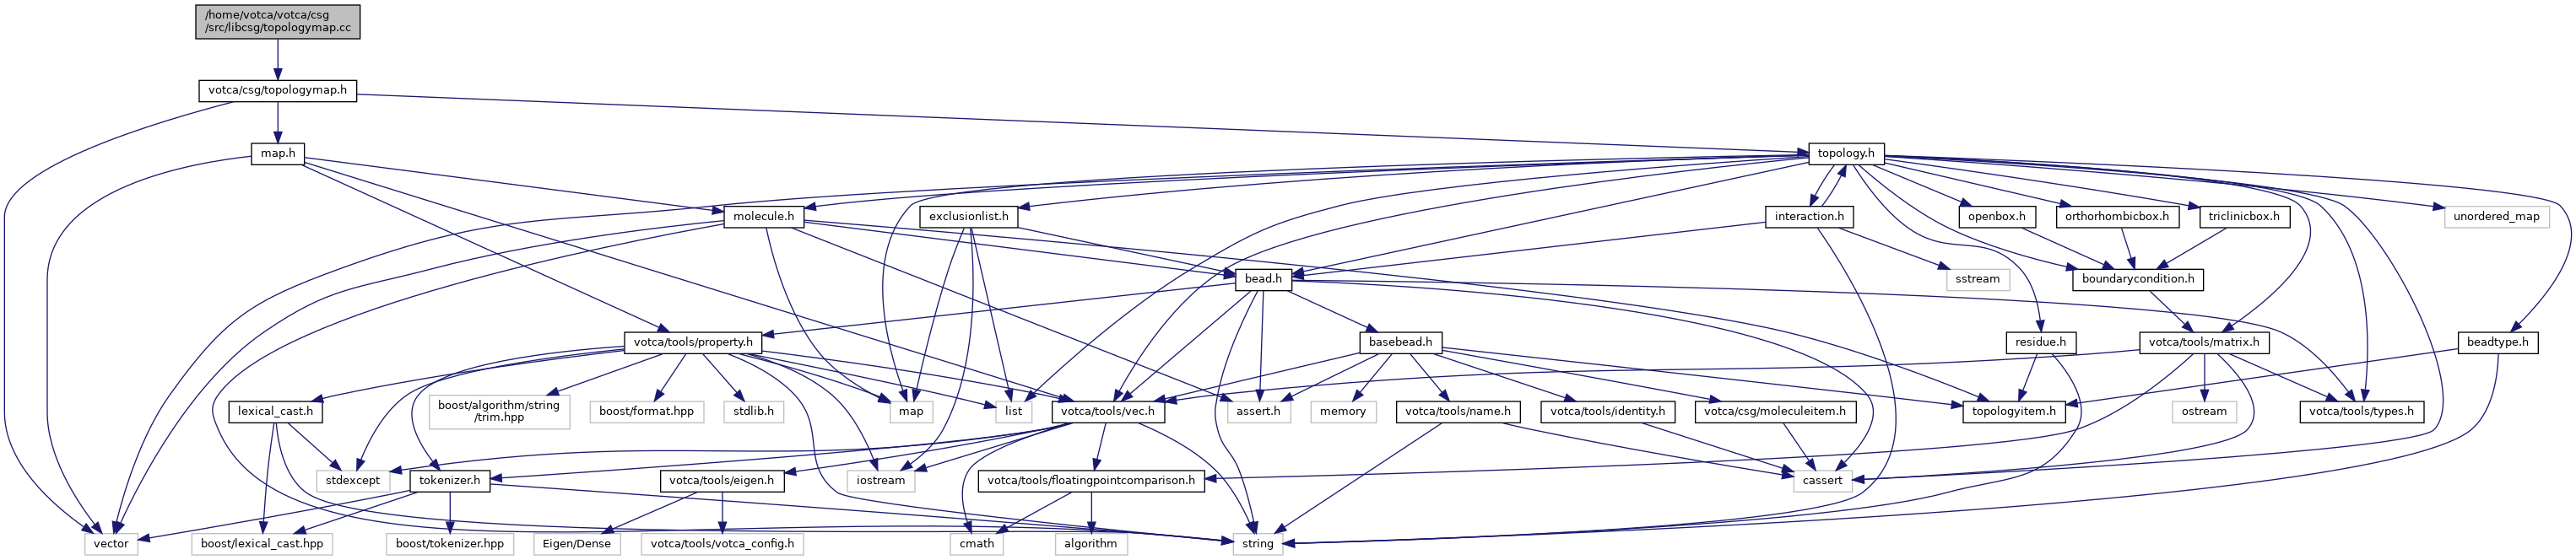 /home/votca/votca/csg
/src/libcsg/topologymap.cc
votca/csg/topologymap.h
map.h
topology.h
molecule.h
exclusionlist.h
interaction.h
openbox.h
orthorhombicbox.h
triclinicbox.h
unordered_map
bead.h
sstream
boundarycondition.h
votca/tools/property.h
basebead.h
residue.h
votca/tools/matrix.h
beadtype.h
lexical_cast.h
boost/algorithm/string
/trim.hpp
boost/format.hpp
stdlib.h
map
list
votca/tools/vec.h
assert.h
memory
votca/tools/name.h
votca/tools/identity.h
votca/csg/moleculeitem.h
topologyitem.h
ostream
votca/tools/types.h
stdexcept
tokenizer.h
votca/tools/eigen.h
iostream
votca/tools/floatingpointcomparison.h
cassert
vector
boost/lexical_cast.hpp
boost/tokenizer.hpp
Eigen/Dense
votca/tools/votca_config.h
cmath
algorithm
string